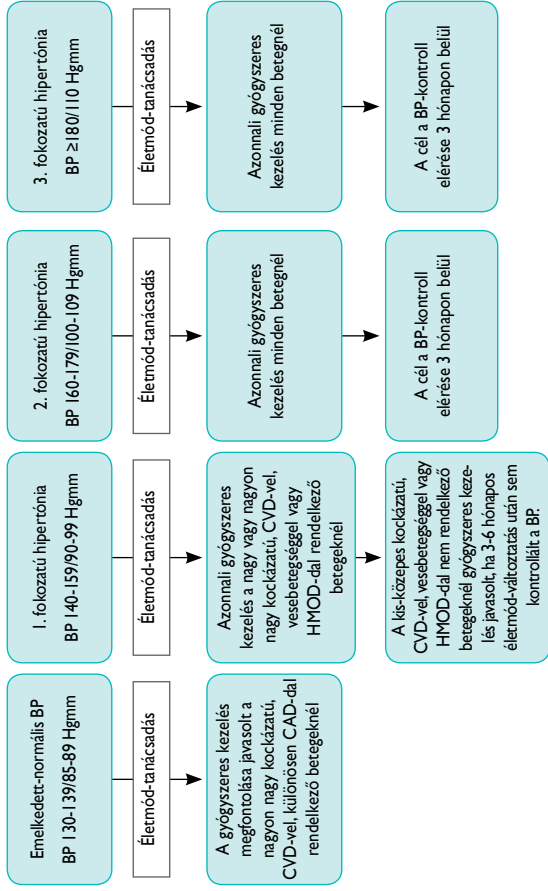 Emelkedett-normális BP
BP 130-139/85-89 Hgmm
Életmód-tanácsadás
A gyógyszeres kezelés
megfontolása javasolt a
nagyon nagy kockázatú,
CVD-vel, különösen CAD-dal
rendelkező betegeknél
1. fokozatú hipertónia
BP 140-159/90-99 Hgmm
Életmód-tanácsadás
Azonnali gyógyszeres
kezelés a nagy vagy nagyon
nagy kockázatú, CVD-vel,
vesebetegséggel vagy
HMOD-dal rendelkező
betegeknél
A kis-közepes kockázatú,
CVD-vel, vesebetegséggel vagy
HMOD-dal nem rendelkező
betegeknél gyógyszeres keze-
lés javasolt, ha 3-6 hónapos
életmód-változtatás után sem
kontrollált a BP.
2. fokozatú hipertónia
BP 160-179/100-109 Hgmm
Életmód-tanácsadás
Azonnali gyógyszeres
kezelés minden betegnél
A cél a BP-kontroll
elérése 3 hónapon belül
3. fokozatú hipertónia
BP ≥180/110 Hgmm
Életmód-tanácsadás
Azonnali gyógyszeres
kezelés minden betegnél
A cél a BP-kontroll
elérése 3 hónapon belül